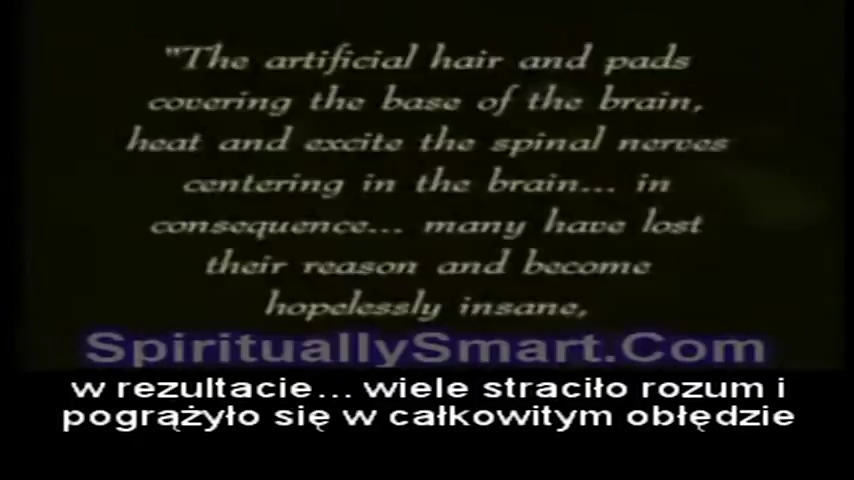 "The artificial hair and pads
covering the base of the brain,
heat and excite the spinal nerves
centering in the brain... in
consequence... many have lost
their reason and become
hopelessly insane,
SpirituallySmart.Com
w rezultacie... wiele straciło rozum i
pogrążyło się w całkowitym obłędzie